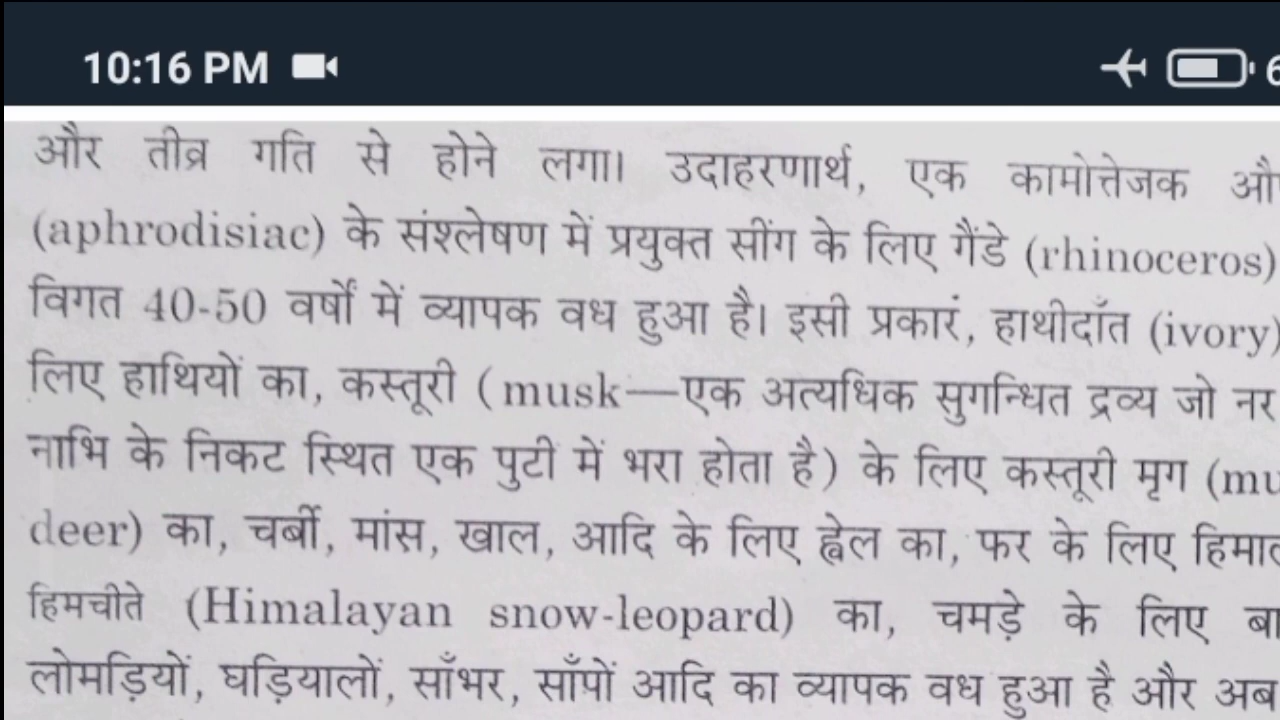 10:16 PM
और तीव्र गति से होने लगा। उदाहरणार्थ, एक कामोत्तेजक
(aphrodisiac) के संश्लेषण में प्रयुक्त सींग के लिए गैंडे (rhinoceros)
विगत 40-50 वर्षों में व्यापक वध हुआ है। इसी प्रकारं, हाथीदाँत (ivory)
लिए हाथियों का, कस्तूरी (musk—एक अत्यधिक सुगन्धित द्रव्य जो नर
नाभि के निकट स्थित एक पुटी में भरा होता है) के लिए कस्तूरी मृग
deer) का, चर्बी, मांस, खाल, आदि के लिए ह्वेल का, फर के लिए
हिमचीते (Himalayan snow-leopard) का, चमड़े के लिए
लोमड़ियों, घड़ियालों, साँभर, साँपों आदि का व्यापक वध हुआ है और अब